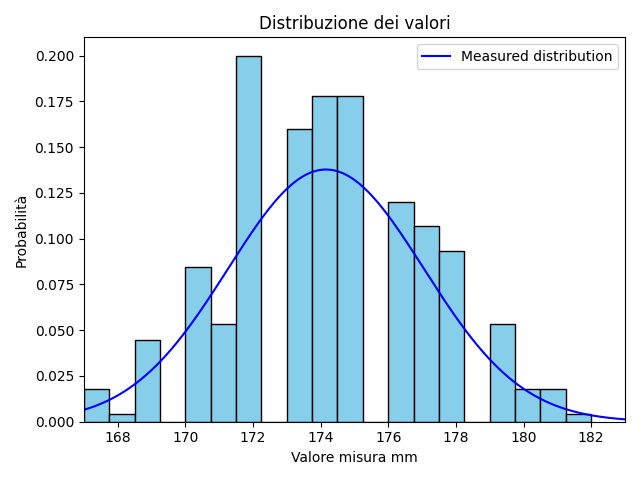 Distribuzione dei valori
Measured distribution
0.200
0.175
0.150
0.125
0.100
0.075
0.050
0.025
0.000
Probabilità
168 170 172 174 176 178 180 182
Valore misura mm